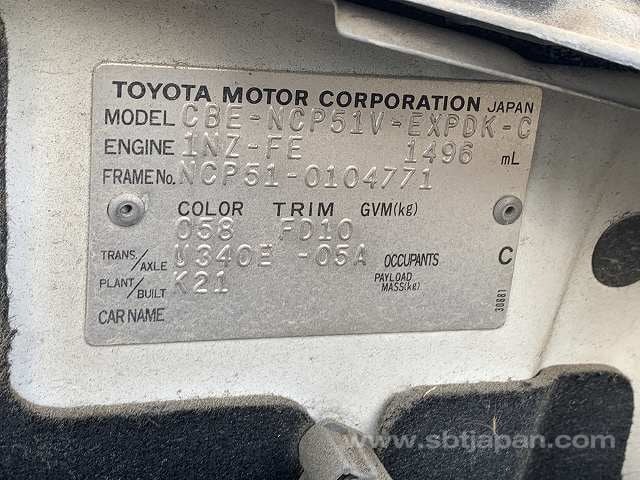 TOYOTA MOTOR CORPORATION JAPAN
MODEL CBE-NCP51V-EXPDK-C
ENGINE 1NZ-FE 1496 mL
FRAME No. NCP51-0104771
COLOR TRIM GVM(kg)
058 FD10
TRANS./AXLE U340E -05A OCCUPANTS C
PLANT/BUILT K21 PAYLOAD MASS(kg)
CAR NAME
30881
www.sbtjapan.com